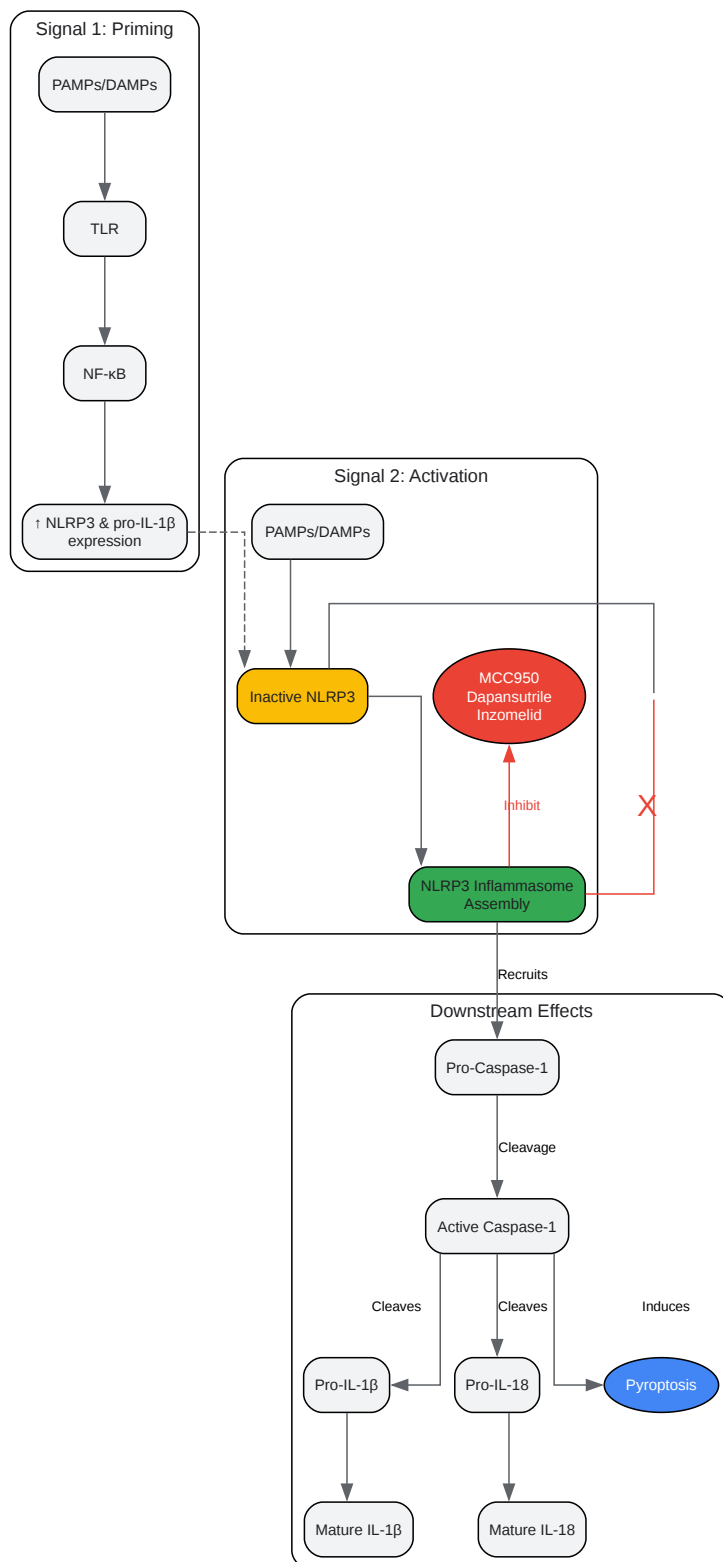 Signal 1: Priming
PAMPs/DAMPs
TLR
NF-κB
↑ NLRP3 & pro-IL-1β
expression
Signal 2: Activation
PAMPs/DAMPs
Inactive NLRP3
MCC950
Dapansutrile
Inzomelid
Inhibit
X
NLRP3 Inflammasome
Assembly
Recruits
Downstream Effects
Pro-Caspase-1
Cleavage
Active Caspase-1
Cleaves
Cleaves
Induces
Pro-IL-1β
Pro-IL-18
Pyroptosis
Mature IL-1β
Mature IL-18